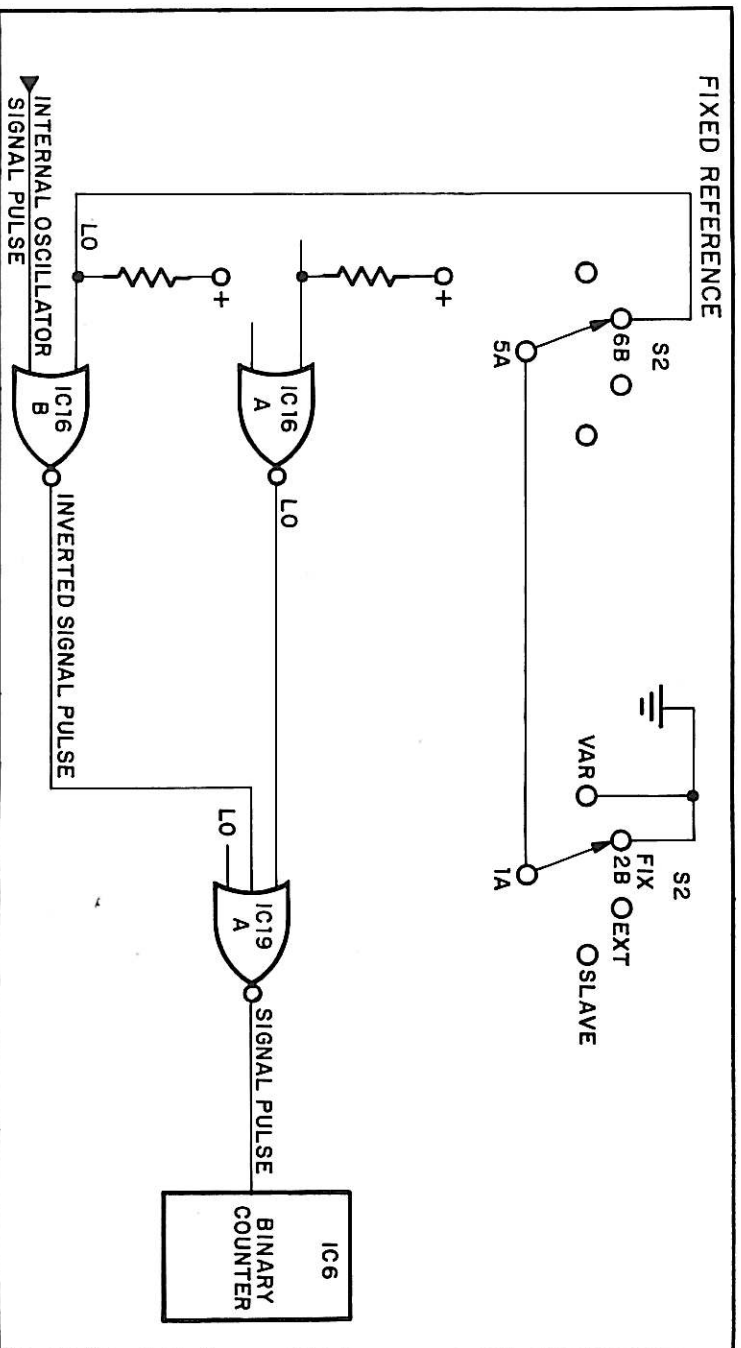 FIXED REFERENCE
S2
6B
5A
S2
FIX
2B
VAR
EXT
SLAVE
1A
+
+
LO
INTERNAL OSCILLATOR
SIGNAL PULSE
IC16
A
LO
IC16
B
INVERTED SIGNAL PULSE
LO
IC19
A
SIGNAL PULSE
IC6
BINARY
COUNTER